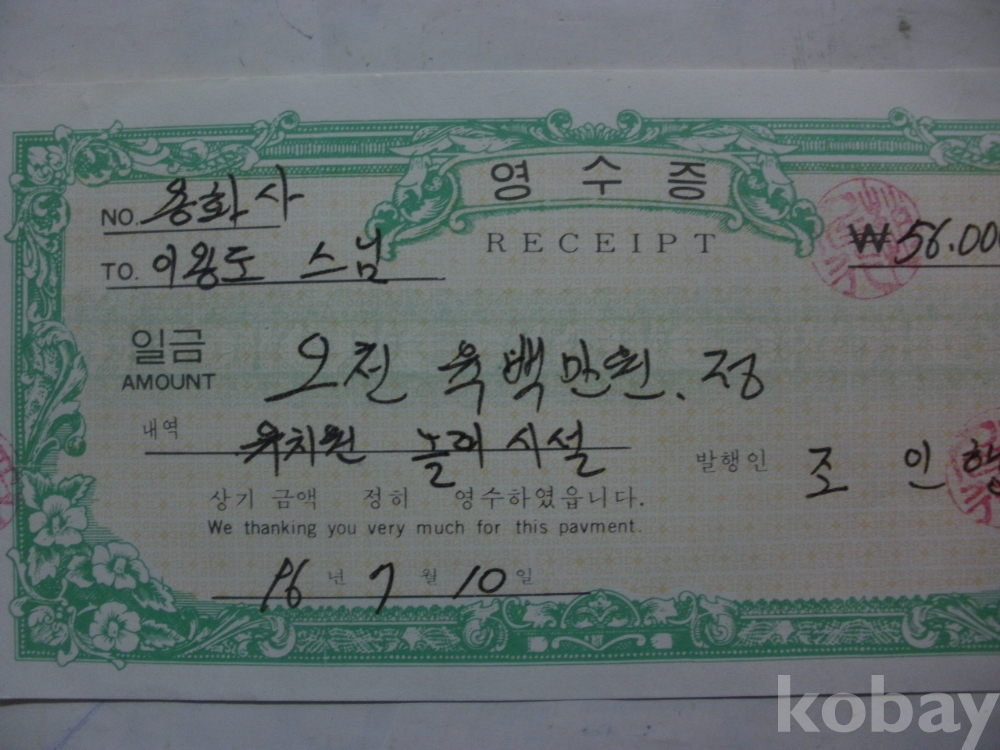 영 수 증
RECEIPT
NO. 용화사
TO. 이왕도 스님
₩56.000
일금 오천 육백만원. 정
AMOUNT
내역 유치원 놀이 시설
발행인 조 인 형
상기 금액 정히 영수하였읍니다.
We thanking you very much for this pavment.
96 년 7 월 10 일
kobay